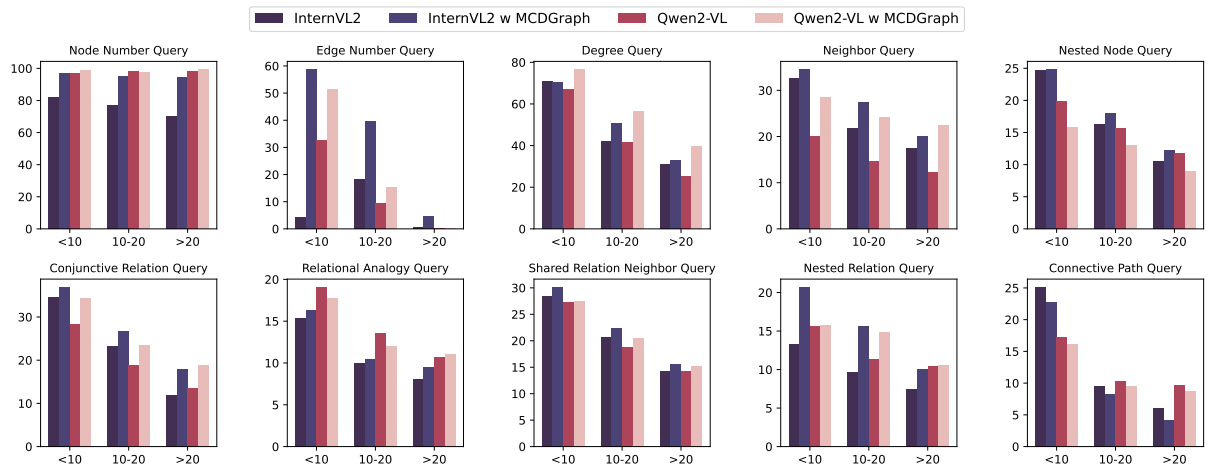 InternVL2 InternVL2 w MCDGraph Qwen2-VL Qwen2-VL w MCDGraph
Node Number Query
100
80
60
40
20
0
<10 10-20 >20
Edge Number Query
60
50
40
30
20
10
0
<10 10-20 >20
Degree Query
80
60
40
20
0
<10 10-20 >20
Neighbor Query
30
20
10
0
<10 10-20 >20
Nested Node Query
25
20
15
10
5
0
<10 10-20 >20
Conjunctive Relation Query
30
20
10
0
<10 10-20 >20
Relational Analogy Query
20
15
10
5
0
<10 10-20 >20
Shared Relation Neighbor Query
30
25
20
15
10
5
0
<10 10-20 >20
Nested Relation Query
20
15
10
5
0
<10 10-20 >20
Connective Path Query
25
20
15
10
5
0
<10 10-20 >20